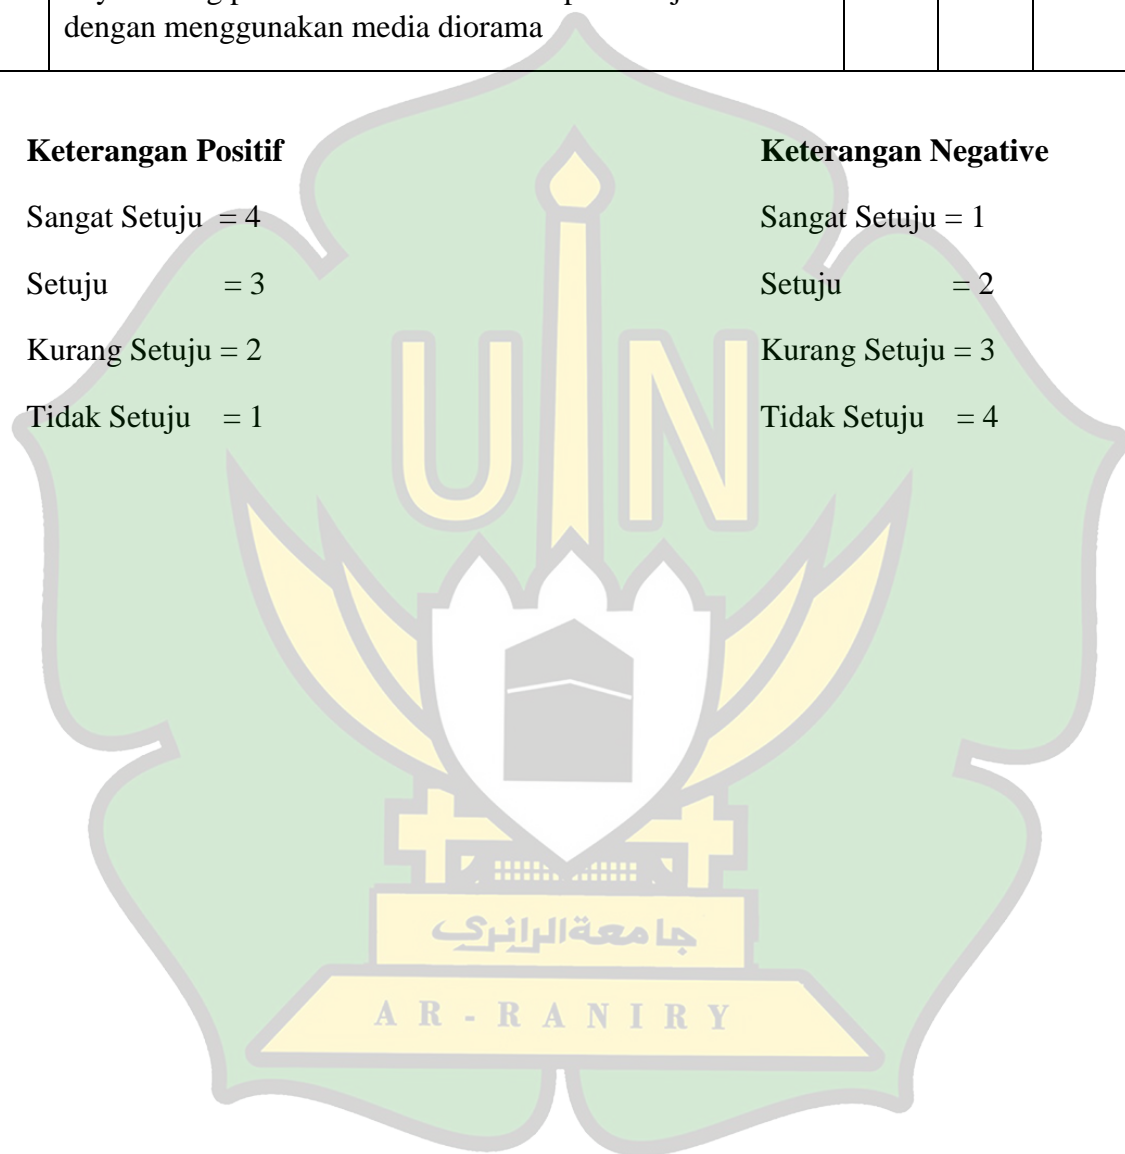 dengan menggunakan media diorama
Keterangan Positif
Sangat Setuju = 4
Setuju = 3
Kurang Setuju = 2
Tidak Setuju = 1
Keterangan Negative
Sangat Setuju = 1
Setuju = 2
Kurang Setuju = 3
Tidak Setuju = 4
UIN
جامعة الرانري
AR-RANIRY